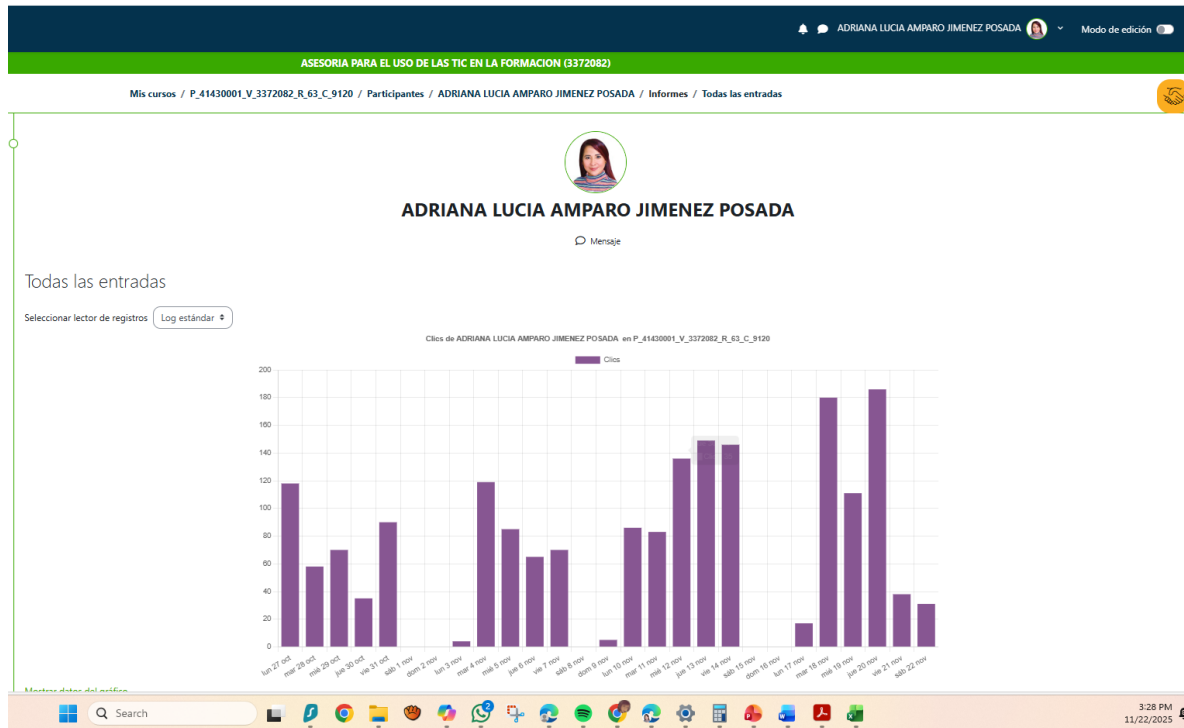 ADRIANA LUCIA AMPARO JIMENEZ POSADA
Modo de edición
ASESORIA PARA EL USO DE LAS TIC EN LA FORMACION (3372082)
Mis cursos / P_41430001_V_3372082_R_63_C_9120 / Participantes / ADRIANA LUCIA AMPARO JIMENEZ POSADA / Informes / Todas las entradas
ADRIANA LUCIA AMPARO JIMENEZ POSADA
Mensaje
Todas las entradas
Seleccionar lector de registros Log estándar
Clics de ADRIANA LUCIA AMPARO JIMENEZ POSADA en P_41430001_V_3372082_R_63_C_9120
Clics
200
180
160
140
120
100
80
60
40
20
0
lun 27 oct
mar 28 oct
mié 29 oct
jue 30 oct
vie 31 oct
sáb 1 nov
dom 2 nov
lun 3 nov
mar 4 nov
mié 5 nov
jue 6 nov
vie 7 nov
sáb 8 nov
dom 9 nov
lun 10 nov
mar 11 nov
mié 12 nov
jue 13 nov
vie 14 nov
sáb 15 nov
dom 16 nov
lun 17 nov
mar 18 nov
mié 19 nov
jue 20 nov
vie 21 nov
sáb 22 nov
Mostrar datos del gráfico
Search
2
3:28 PM
11/22/2025